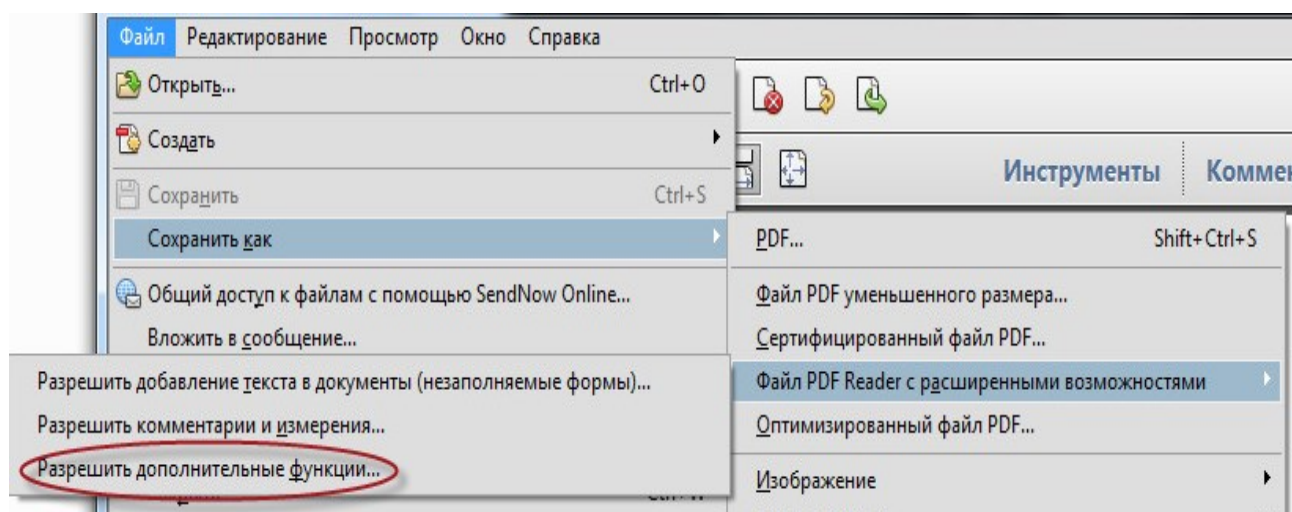 Файл Редактирование Просмотр Окно Справка
Открыть... Ctrl+O
Создать
Инструменты
Сохранить Ctrl+S
Сохранить как
PDF... Shift+Ctrl+S
Общий доступ к файлам с помощью SendNow Online...
Файл PDF уменьшенного размера...
Вложить в сообщение...
Сертифицированный файл PDF...
Разрешить добавление текста в документы (незаполняемые формы)...
Файл PDF Reader с расширенными возможностями
Разрешить комментарии и измерения...
Оптимизированный файл PDF...
Разрешить дополнительные функции...
Изображение